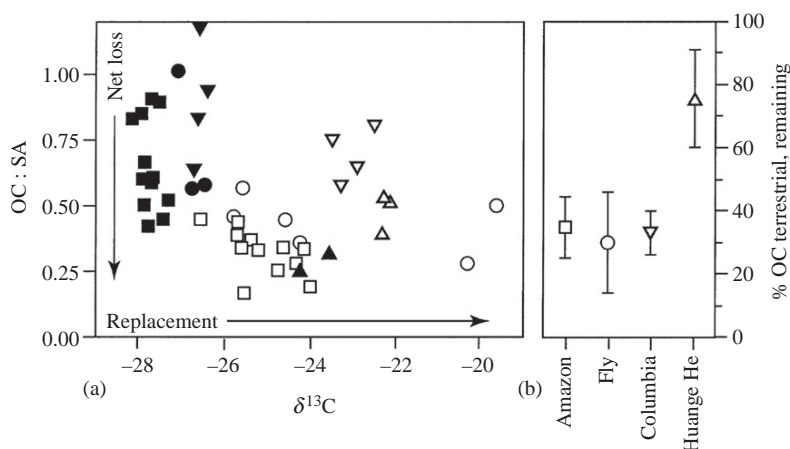 (a)
Net loss
OC : SA
1.00
0.75
0.50
0.25
0.00
Replacement
−28
−26
−24
−22
−20
δ13C
(b)
100
80
60
40
20
0
% OC terrestrial, remaining
Amazon
Fly
Columbia
Huange He